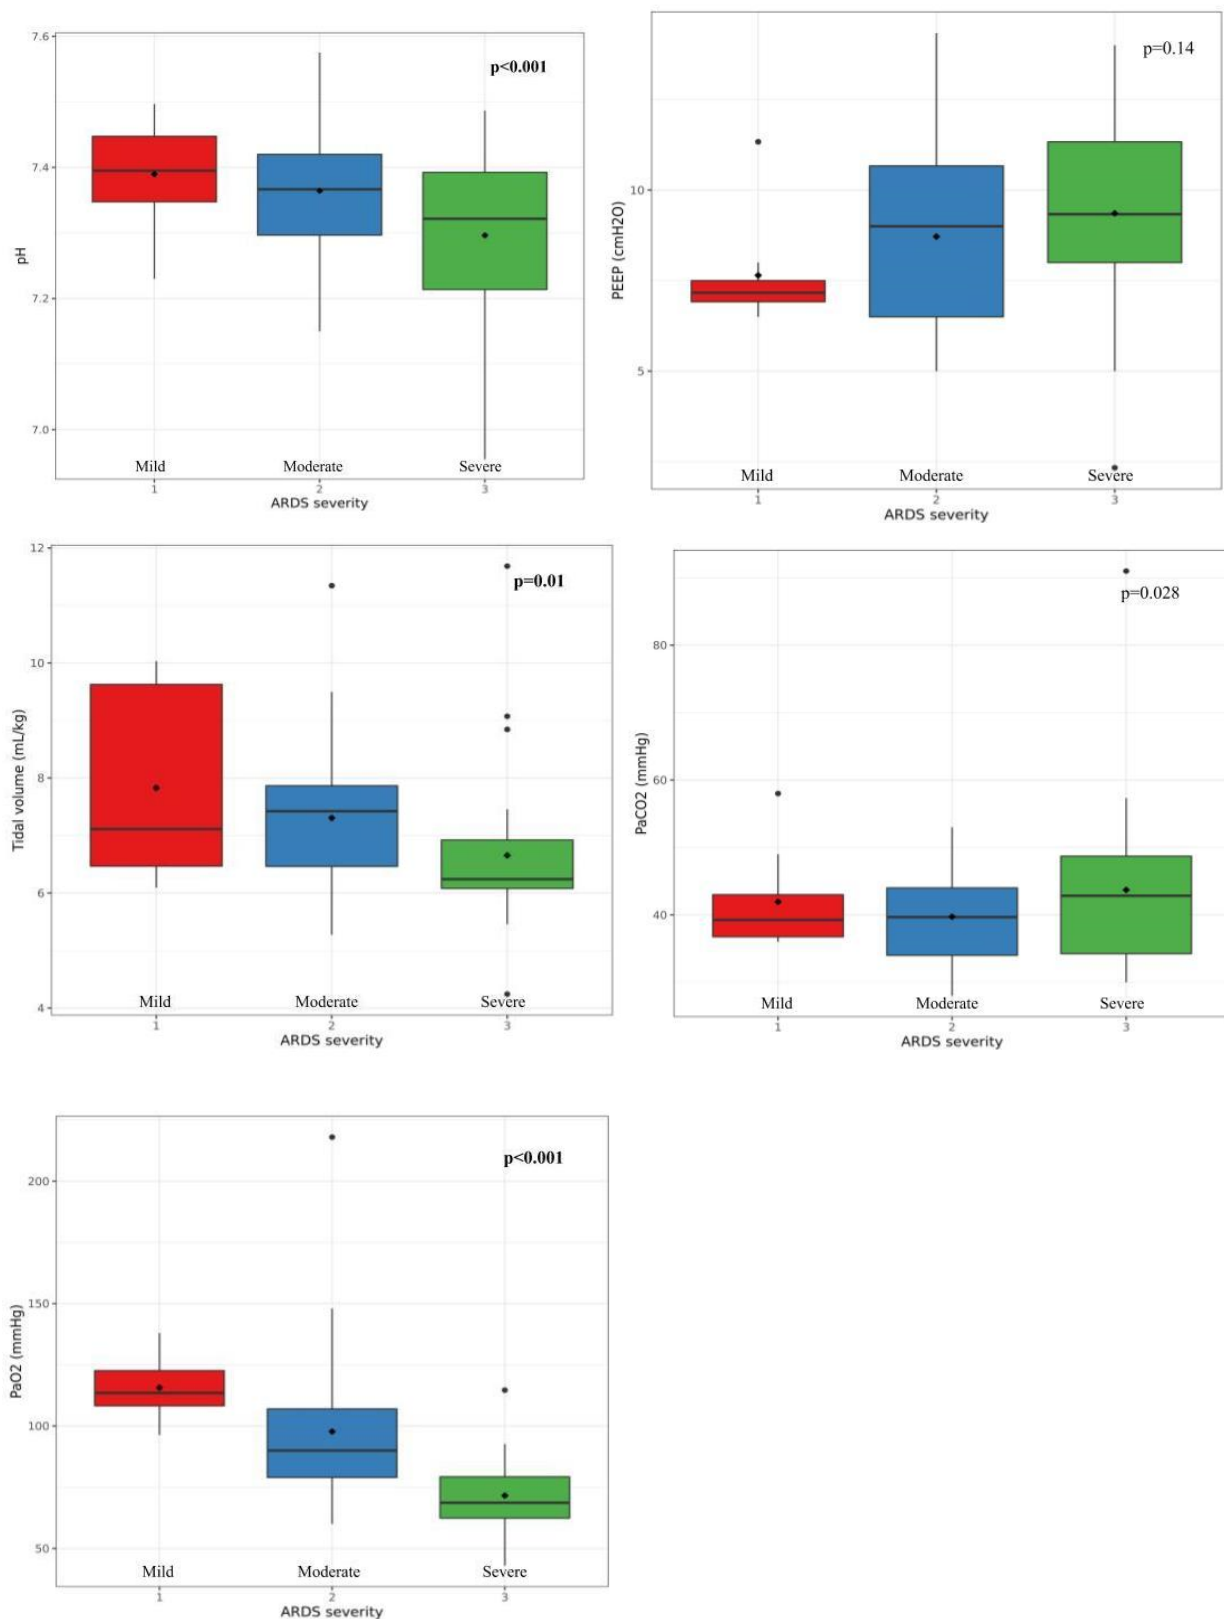 7.6
7.4
7.2
7.0
pH
p<0.001
Mild
Moderate
Severe
1
2
3
ARDS severity
10
5
PEEP (cmH2O)
p=0.14
Mild
Moderate
Severe
1
2
3
ARDS severity
12
10
8
6
4
Tidal volume (mL/kg)
p=0.01
Mild
Moderate
Severe
1
2
3
ARDS severity
80
60
40
PaCO2 (mmHg)
p=0.028
Mild
Moderate
Severe
1
2
3
ARDS severity
200
150
100
50
PaO2 (mmHg)
p<0.001
Mild
Moderate
Severe
1
2
3
ARDS severity